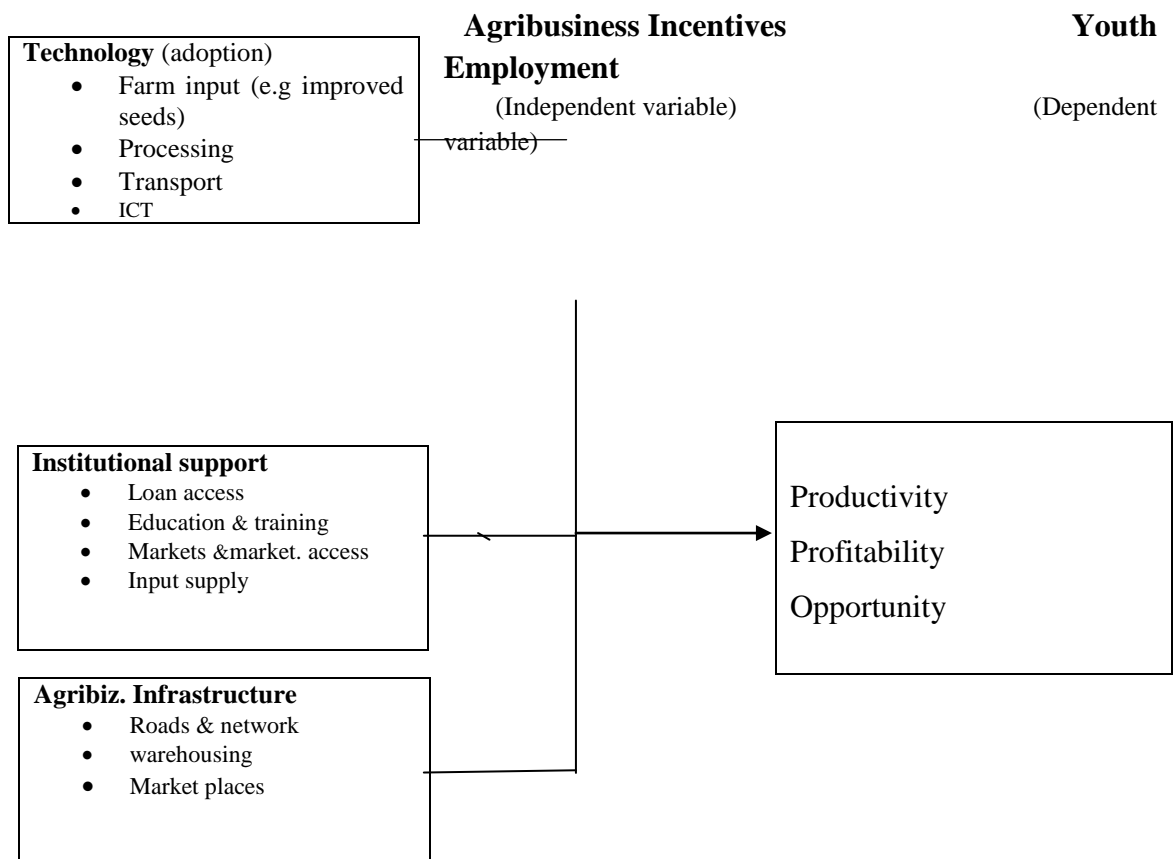 Agribusiness Incentives Youth
Employment
(Independent variable) (Dependent
variable)
Technology (adoption)
• Farm input (e.g improved
seeds)
• Processing
• Transport
• ICT
Institutional support
• Loan access
• Education & training
• Markets &market. access
• Input supply
Productivity
Profitability
Opportunity
Agribiz. Infrastructure
• Roads & network
• warehousing
• Market places